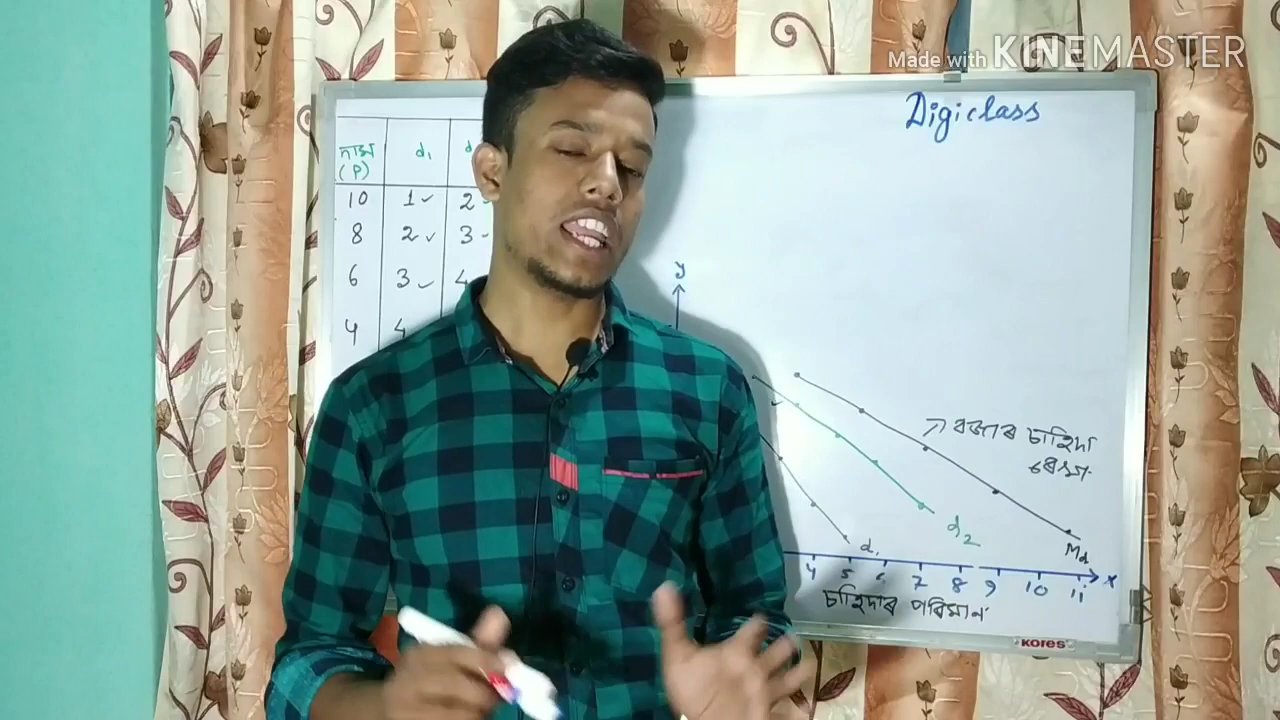 Made with KINEMASTER
Digiclass
দাম d₁ d
(P)
10 1 2
8 2 3
6 3 4
4 4
y
বজাৰ চাহিদা
ৰেখা
d₂
d₁
Md
4 5 6 7 8 9 10 11 x
চাহিদাৰ পৰিমাণ
KORES